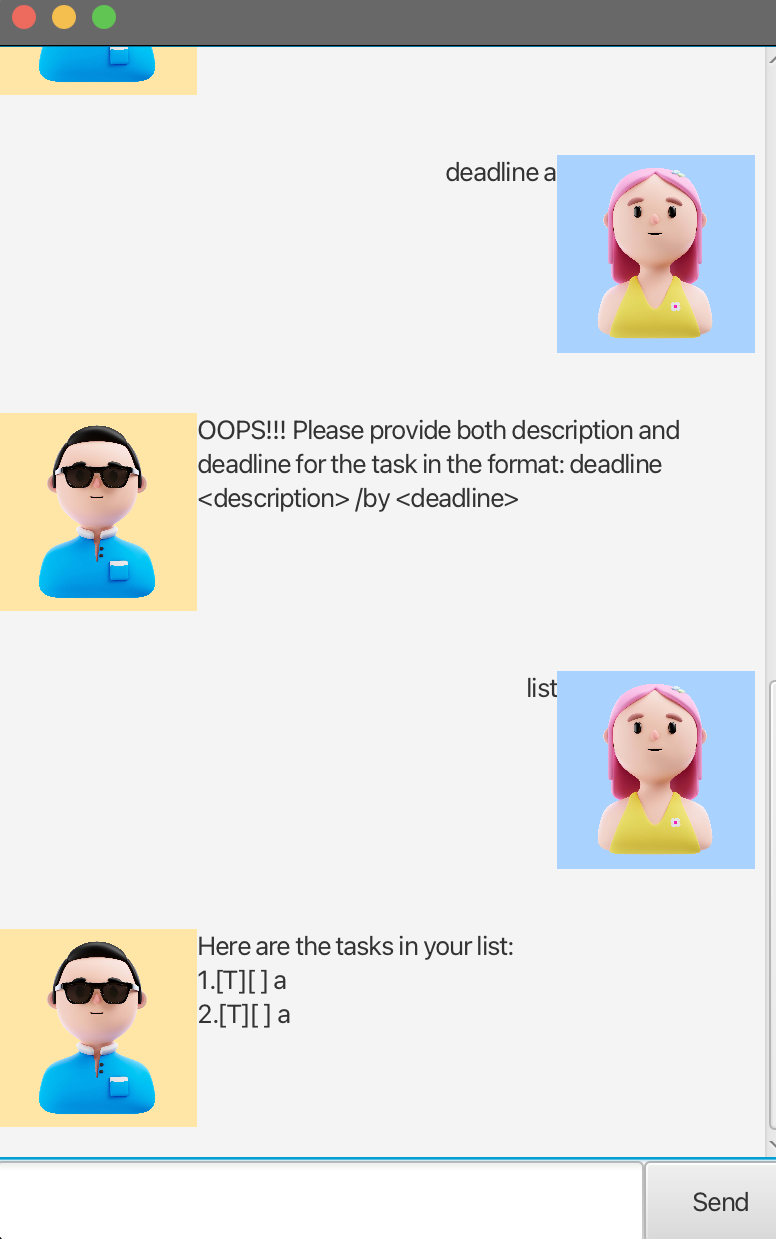 deadline a
OOPS!!! Please provide both description and
deadline for the task in the format: deadline
<description> /by <deadline>
list
Here are the tasks in your list:
1.[T][ ] a
2.[T][ ] a
Send